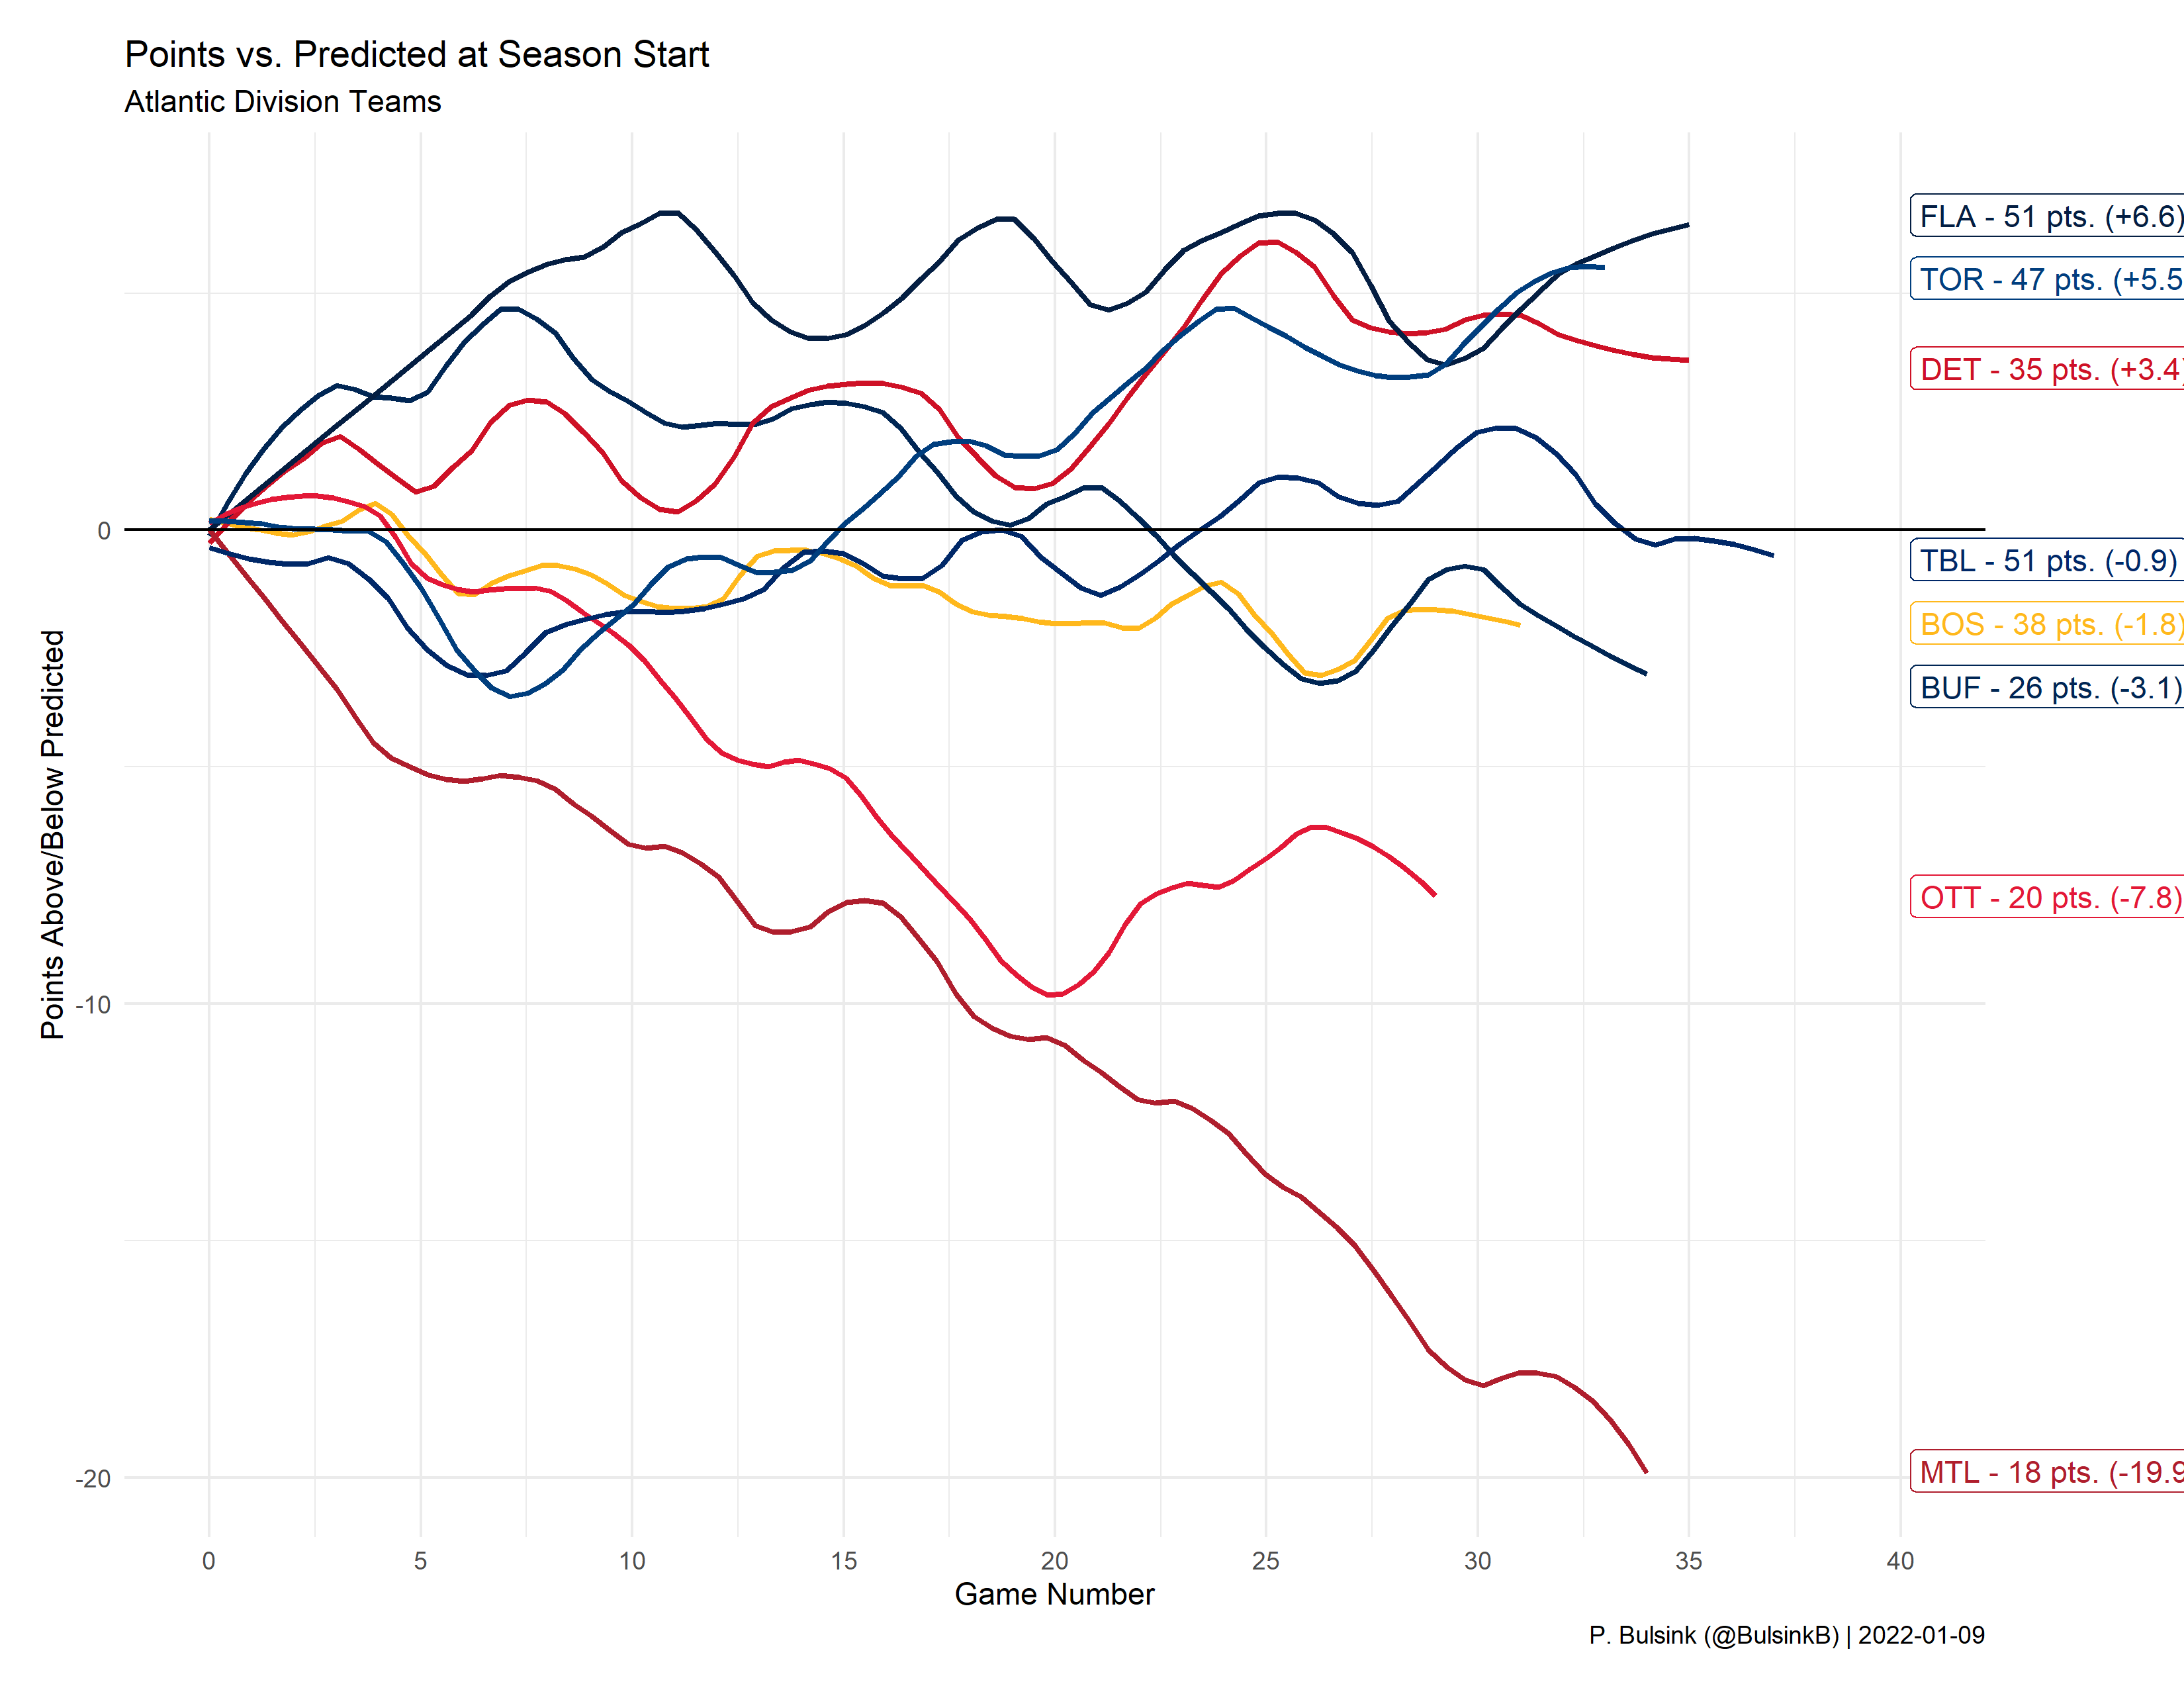 Points vs. Predicted at Season Start
Atlantic Division Teams
Points Above/Below Predicted
0
-10
-20
FLA - 51 pts. (+6.6)
TOR - 47 pts. (+5.5
DET - 35 pts. (+3.4)
TBL - 51 pts. (-0.9)
BOS - 38 pts. (-1.8)
BUF - 26 pts. (-3.1)
OTT - 20 pts. (-7.8)
MTL - 18 pts. (-19.9
0 5 10 15 20 25 30 35 40
Game Number
P. Bulsink (@BulsinkB) | 2022-01-09